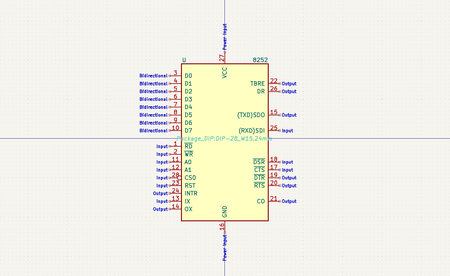 Power Input
27
U 8252
VCC
Bidirectional 3 D0
Bidirectional 4 D1 TBRE 22 Output
Bidirectional 5 D2 DR 26 Output
Bidirectional 6 D3
Bidirectional 7 D4
Bidirectional 8 D5 (TXD)SDO 15 Output
Bidirectional 9 D6
Bidirectional 10 D7 (RXD)SDI 25 Input
Package_DIP:DIP-28_W15.24mm
Input 1 RD
Input 2 WR
Input 11 A0 DSR 18 Input
Input 12 A1 CTS 17 Input
Input 28 CS0 DTR 19 Output
Input 23 RST RTS 20 Output
Output 24 INTR
Input 13 IX CO 21 Output
Output 14 OX
GND
16
Power Input